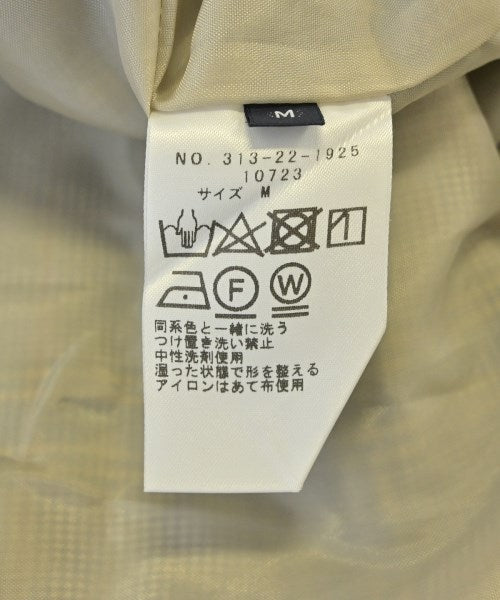 M
NO. 313-22-1925
10723
サイズ M
F W
同系色と一緒に洗う
つけ置き洗い禁止
中性洗剤使用
湿った状態で形を整える
アイロンはあて布使用